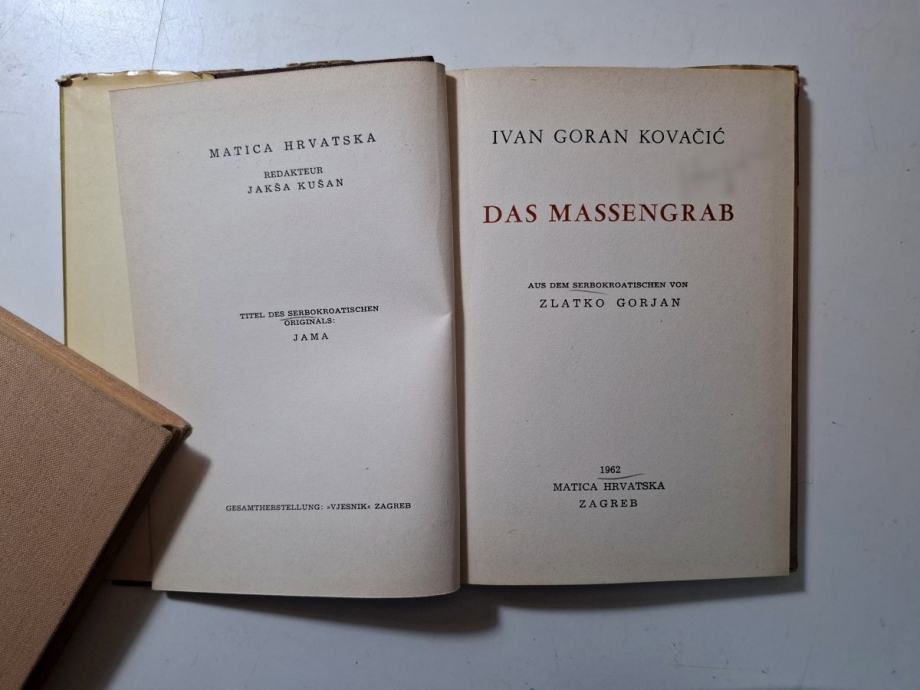 MATICA HRVATSKA
REDAKTEUR
JAKŠA KUŠAN
TITEL DES SERBOKROATISCHEN
ORIGINALS:
JAMA
GESAMTHERSTELLUNG: »VJESNIK« ZAGREB
IVAN GORAN KOVAČIĆ
DAS MASSENGRAB
AUS DEM SERBOKROATISCHEN VON
ZLATKO GORJAN
1962
MATICA HRVATSKA
ZAGREB